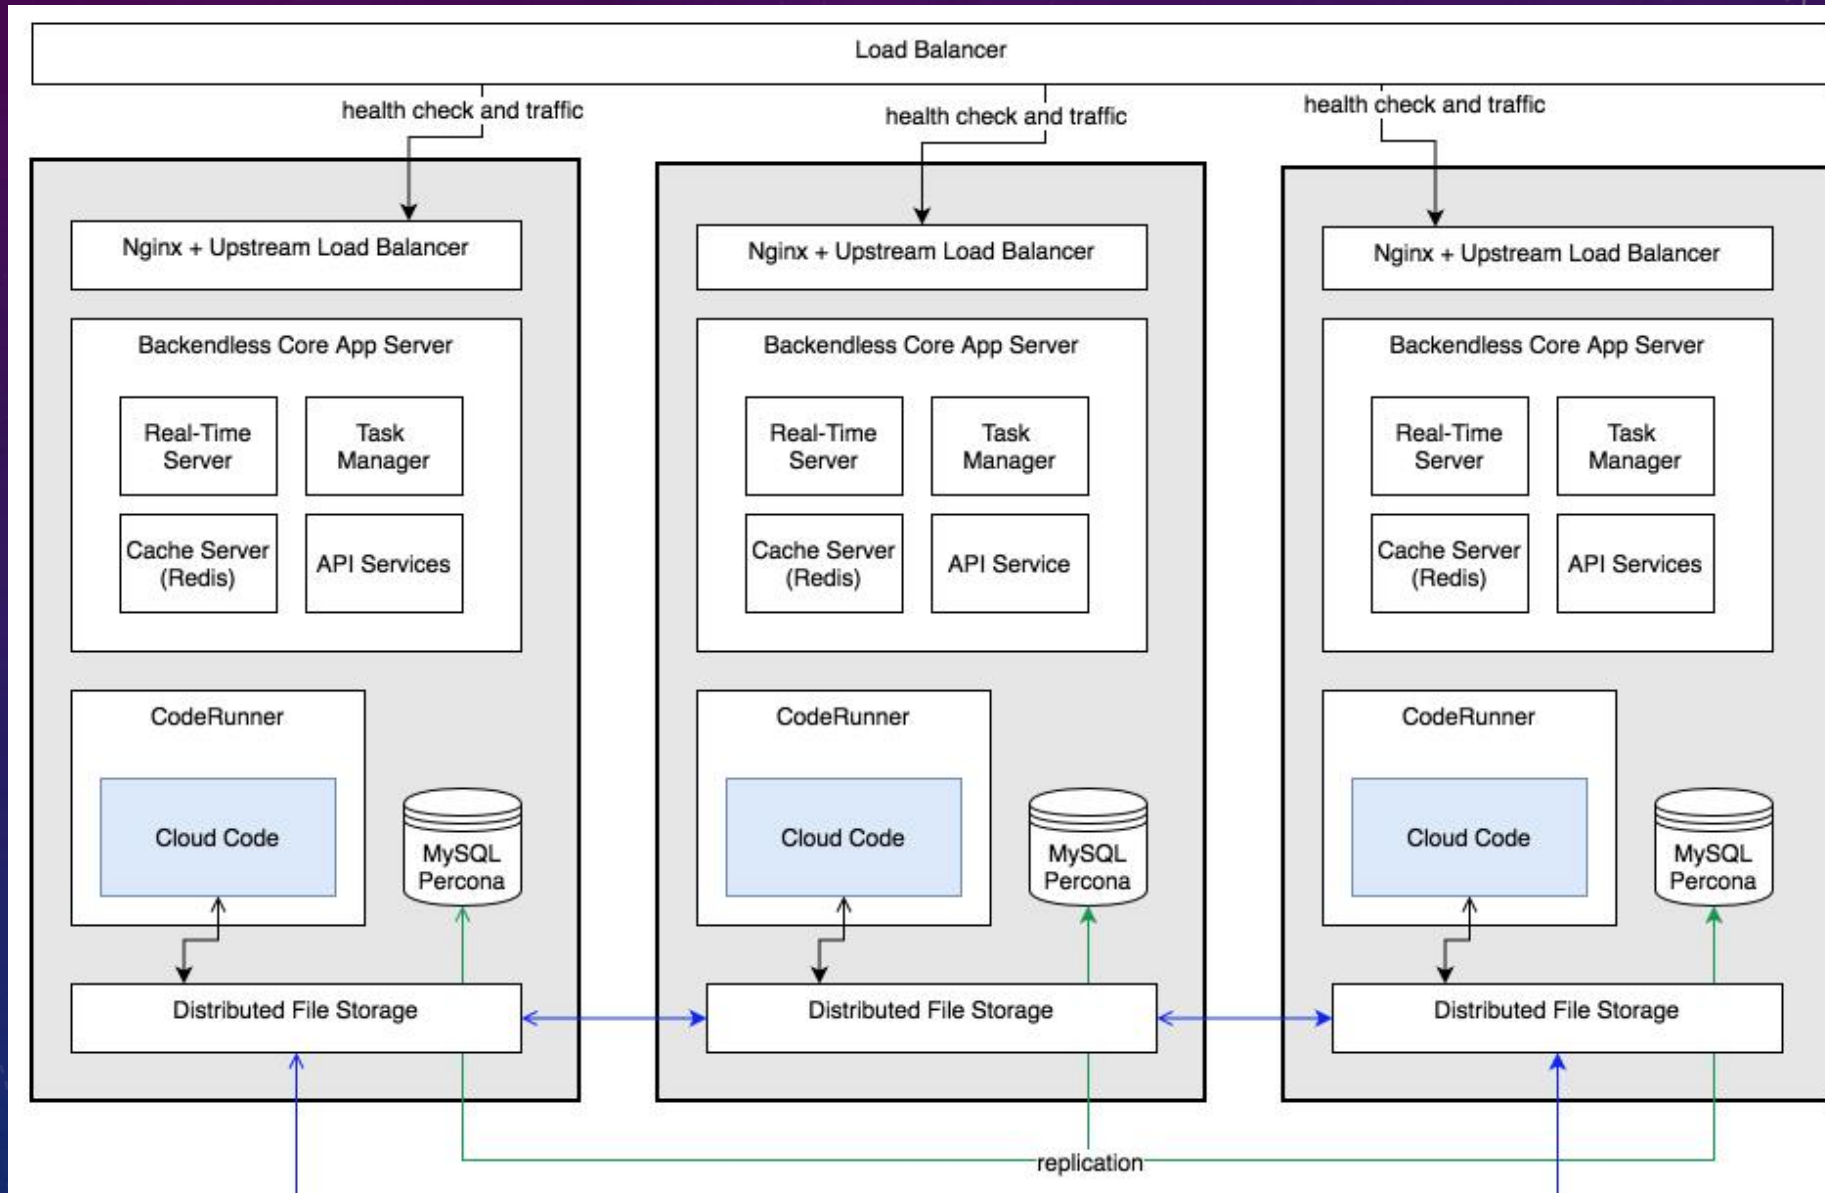 Load Balancer
health check and traffic
health check and traffic
health check and traffic
Nginx + Upstream Load Balancer
Backendless Core App Server
Real-Time
Server
Task
Manager
Cache Server
(Redis)
API Services
CodeRunner
Cloud Code
MySQL
Percona
Distributed File Storage
Nginx + Upstream Load Balancer
Backendless Core App Server
Real-Time
Server
Task
Manager
Cache Server
(Redis)
API Service
CodeRunner
Cloud Code
MySQL
Percona
Distributed File Storage
Nginx + Upstream Load Balancer
Backendless Core App Server
Real-Time
Server
Task
Manager
Cache Server
(Redis)
API Services
CodeRunner
Cloud Code
MySQL
Percona
Distributed File Storage
replication